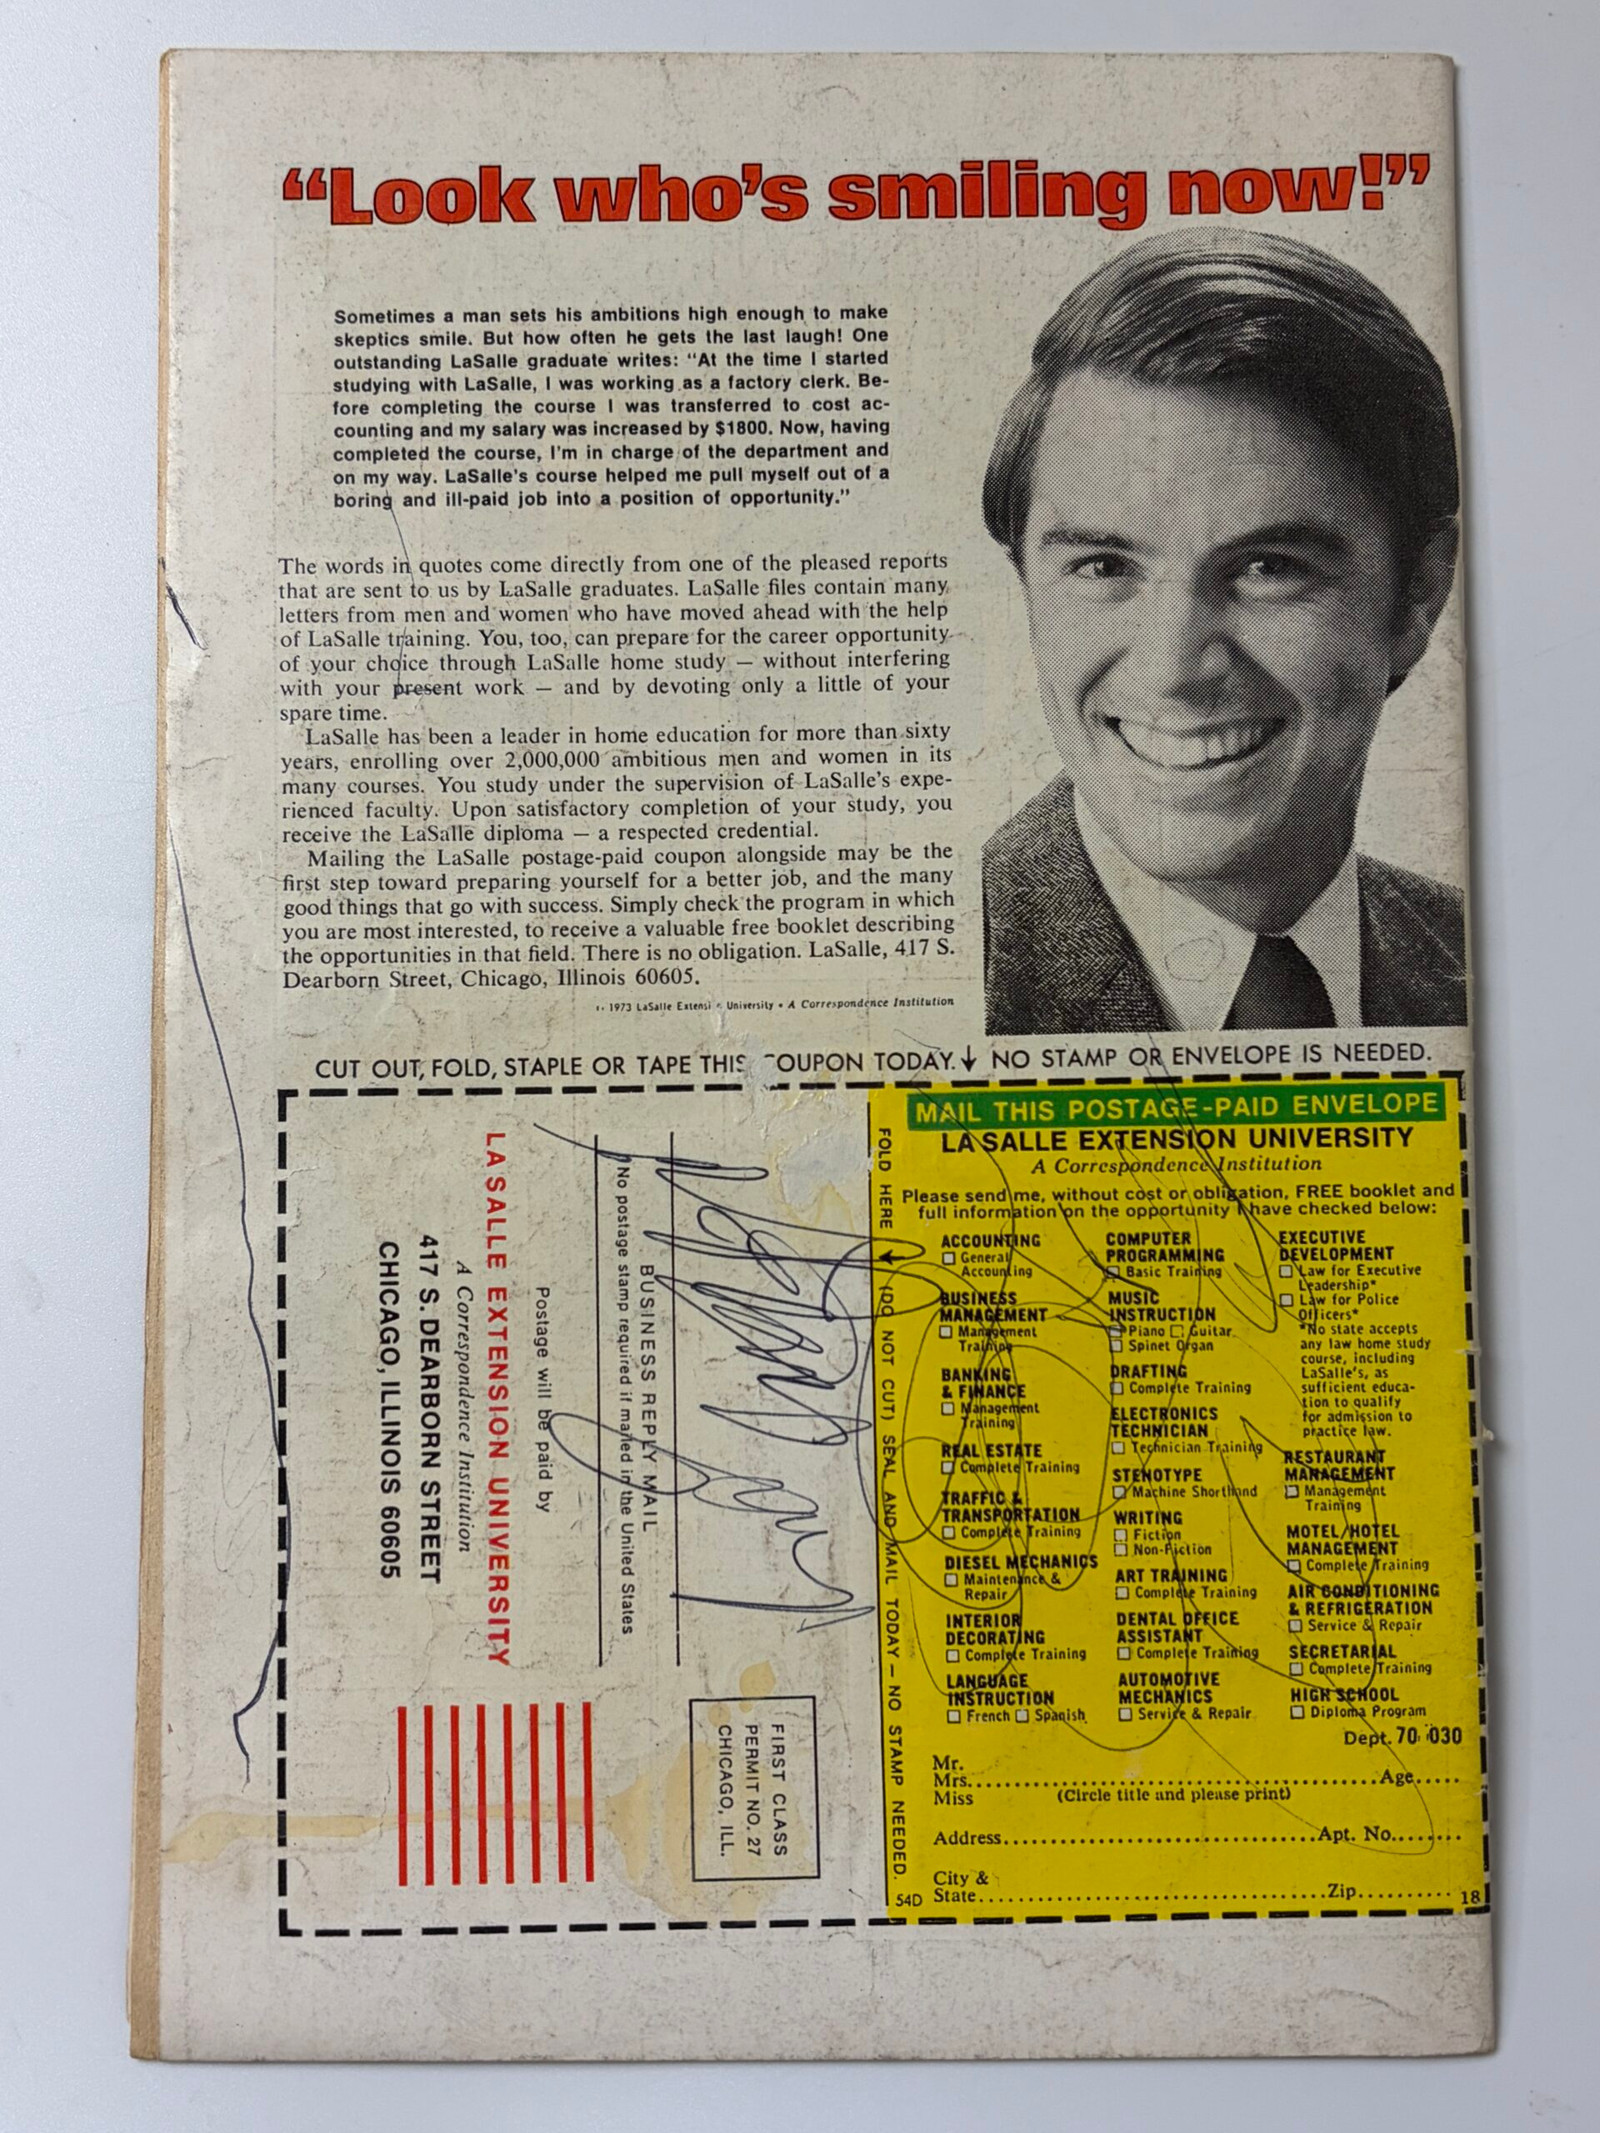 “Look who’s smiling now!”
Sometimes a man sets his ambitions high enough to make
skeptics smile. But how often he gets the last laugh! One
outstanding LaSalle graduate writes: “At the time I started
studying with LaSalle, I was working as a factory clerk. Be-
fore completing the course I was transferred to cost ac-
counting and my salary was increased by $1800. Now, having
completed the course, I’m in charge of the department and
on my way. LaSalle’s course helped me pull myself out of a
boring and ill-paid job into a position of opportunity.”
The words in quotes come directly from one of the pleased reports
that are sent to us by LaSalle graduates. LaSalle files contain many
letters from men and women who have moved ahead with the help
of LaSalle training. You, too, can prepare for the career opportunity
of your choice through LaSalle home study — without interfering
with your present work — and by devoting only a little of your
spare time.
LaSalle has been a leader in home education for more than sixty
years, enrolling over 2,000,000 ambitious men and women in its
many courses. You study under the supervision of LaSalle’s expe-
rienced faculty. Upon satisfactory completion of your study, you
receive the LaSalle diploma — a respected credential.
Mailing the LaSalle postage-paid coupon alongside may be the
first step toward preparing yourself for a better job, and the many
good things that go with success. Simply check the program in which
you are most interested, to receive a valuable free booklet describing
the opportunities in that field. There is no obligation. LaSalle, 417 S.
Dearborn Street, Chicago, Illinois 60605.
1973 LaSalle Extensi University • A Correspondence Institution
CUT OUT, FOLD, STAPLE OR TAPE THIS OUPON TODAY. ↓ NO STAMP OR ENVELOPE IS NEEDED.
FIRST CLASS
PERMIT NO. 27
CHICAGO, ILL.
BUSINESS REPLY MAIL
No postage stamp required if mailed in the United States
Postage will be paid by
LASALLE EXTENSION UNIVERSITY
A Correspondence Institution
417 S. DEARBORN STREET
CHICAGO, ILLINOIS 60605
FOLD HERE (DO NOT CUT) SEAL AND MAIL TODAY — NO STAMP NEEDED.
MAIL THIS POSTAGE-PAID ENVELOPE
LA SALLE EXTENSION UNIVERSITY
A Correspondence Institution
Please send me, without cost or obligation, FREE booklet and
full information on the opportunity I have checked below:
ACCOUNTING
☐ General
Accounting
BUSINESS
MANAGEMENT
☐ Management
Training
BANKING
& FINANCE
☐ Management
Training
REAL ESTATE
☐ Complete Training
TRAFFIC &
TRANSPORTATION
☐ Complete Training
DIESEL MECHANICS
☐ Maintenance &
Repair
INTERIOR
DECORATING
☐ Complete Training
LANGUAGE
INSTRUCTION
☐ French ☐ Spanish
COMPUTER
PROGRAMMING
☐ Basic Training
MUSIC
INSTRUCTION
☐ Piano ☐ Guitar
☐ Spinet Organ
DRAFTING
☐ Complete Training
ELECTRONICS
TECHNICIAN
☐ Technician Training
STENOTYPE
☐ Machine Shorthand
WRITING
☐ Fiction
☐ Non-Fiction
ART TRAINING
☐ Complete Training
DENTAL OFFICE
ASSISTANT
☐ Complete Training
AUTOMOTIVE
MECHANICS
☐ Service & Repair
EXECUTIVE
DEVELOPMENT
☐ Law for Executive
Leadership*
☐ Law for Police
Officers*
*No state accepts
any law home study
course, including
LaSalle’s, as
sufficient educa-
tion to qualify
for admission to
practice law.
RESTAURANT
MANAGEMENT
☐ Management
Training
MOTEL/HOTEL
MANAGEMENT
☐ Complete Training
AIR CONDITIONING
& REFRIGERATION
☐ Service & Repair
SECRETARIAL
☐ Complete Training
HIGH SCHOOL
☐ Diploma Program
Dept. 70-030
Mr.
Mrs. Age
Miss (Circle title and please print)
Address Apt. No.
City &
State Zip
54D
18